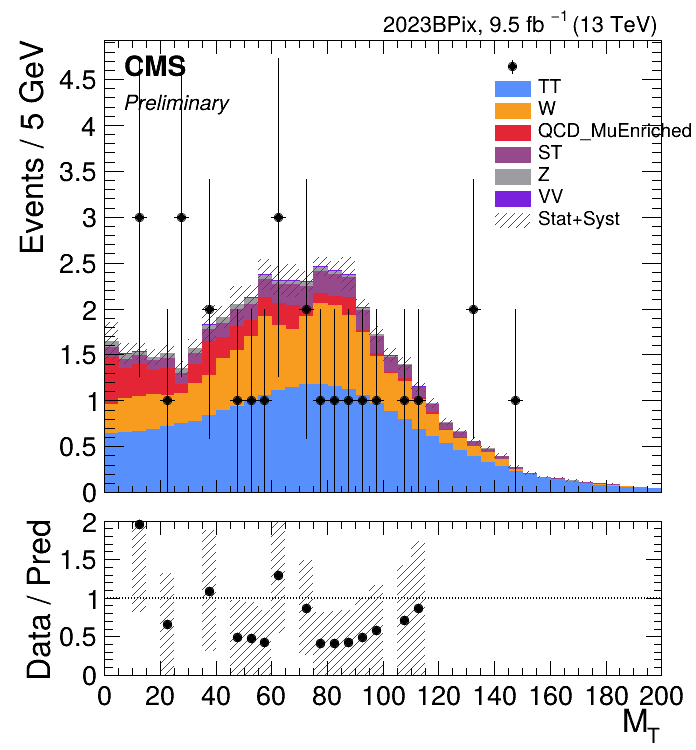 2023BPix, 9.5 fb⁻¹ (13 TeV)
CMS
Preliminary
Events / 5 GeV
4.5
4
3.5
3
2.5
2
1.5
1
0.5
0
TT
W
QCD_MuEnriched
ST
Z
VV
Stat+Syst
Data / Pred
2
1.5
1
0.5
0
0 20 40 60 80 100 120 140 160 180 200
M_T